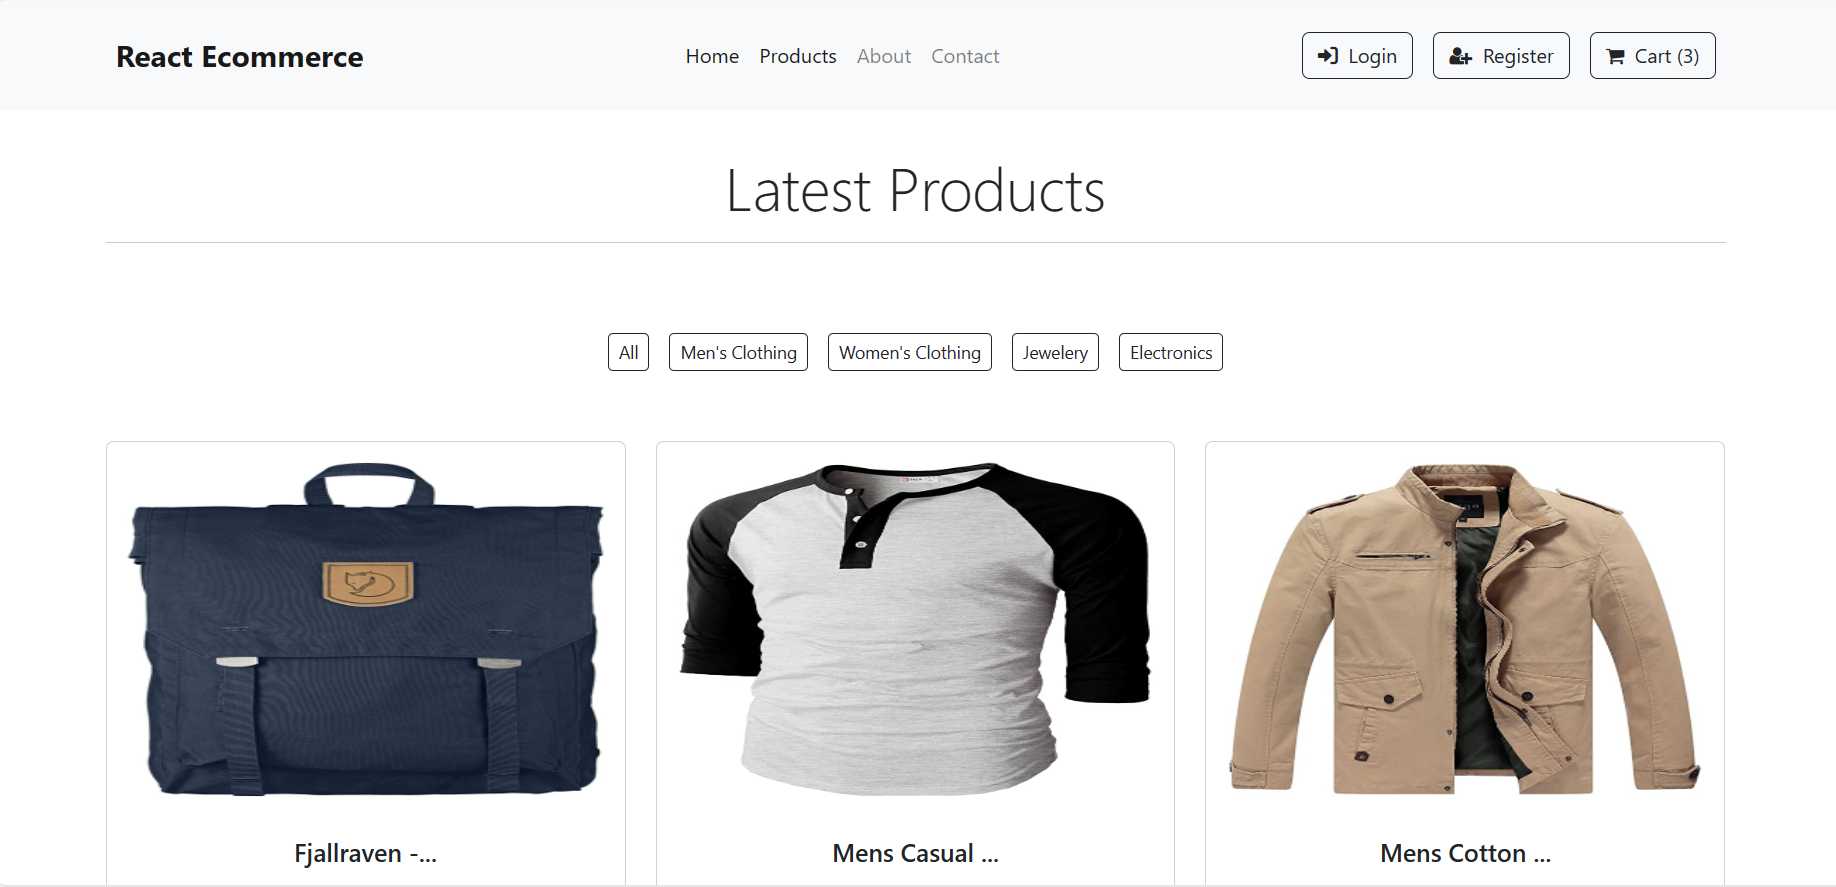 React Ecommerce
Home Products About Contact
Login Register Cart (3)
Latest Products
All Men's Clothing Women's Clothing Jewelery Electronics
Fjallraven -...
Mens Casual ...
Mens Cotton ...